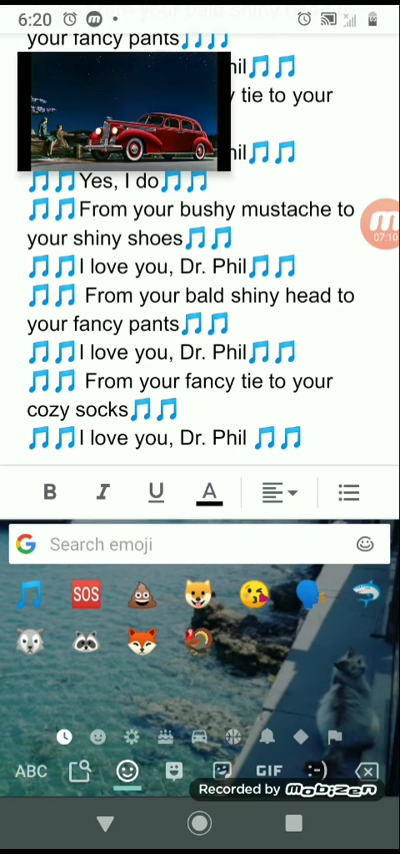 6:20
your fancy pants🎵🎵
hil🎵🎵
y tie to your
hil🎵🎵
🎵🎵Yes, I do🎵🎵
🎵🎵From your bushy mustache to
your shiny shoes🎵🎵
🎵🎵I love you, Dr. Phil🎵🎵
🎵🎵 From your bald shiny head to
your fancy pants🎵🎵
🎵🎵I love you, Dr. Phil🎵🎵
🎵🎵 From your fancy tie to your
cozy socks🎵🎵
🎵🎵I love you, Dr. Phil 🎵🎵
07:10
B I U A
G Search emoji
SOS
ABC GIF :-)
Recorded by mobizen